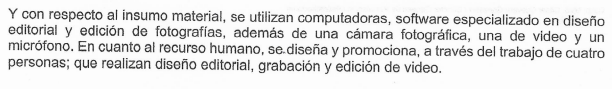 Y con respecto al insumo material, se utilizan computadoras, software especializado en diseño
editorial y edición de fotografías, además de una cámara fotográfica, una de video y un
micrófono. En cuanto al recurso humano, se diseña y promociona, a través del trabajo de cuatro
personas; que realizan diseño editorial, grabación y edición de video.